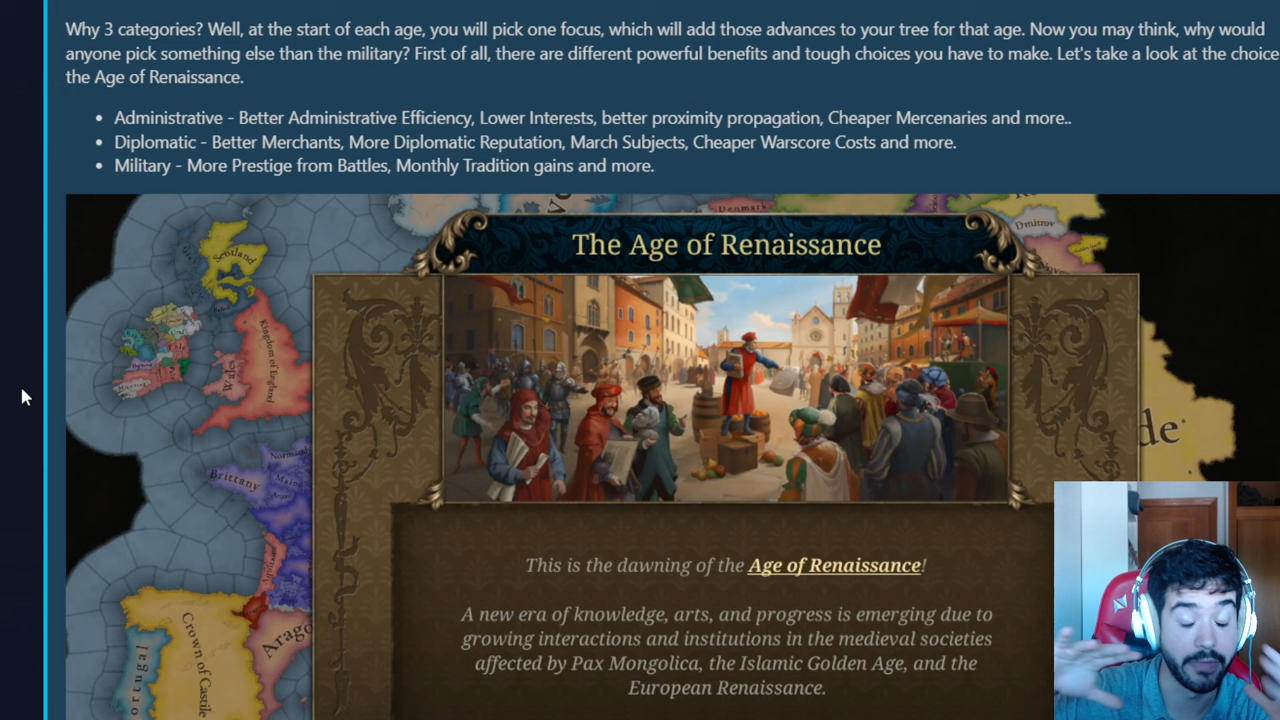 Why 3 categories? Well, at the start of each age, you will pick one focus, which will add those advances to your tree for that age. Now you may think, why would
anyone pick something else than the military? First of all, there are different powerful benefits and tough choices you have to make. Let's take a look at the choice
the Age of Renaissance.
• Administrative - Better Administrative Efficiency, Lower Interests, better proximity propagation, Cheaper Mercenaries and more..
• Diplomatic - Better Merchants, More Diplomatic Reputation, March Subjects, Cheaper Warscore Costs and more.
• Military - More Prestige from Battles, Monthly Tradition gains and more.
Denmark
Dmitrov
The Age of Renaissance
Scotland
Kingdom of England
Wales
Brittany
Maine
Anjou
de
This is the dawning of the Age of Renaissance!
A new era of knowledge, arts, and progress is emerging due to
growing interactions and institutions in the medieval societies
affected by Pax Mongolica, the Islamic Golden Age, and the
European Renaissance.
Aquitaine
Crown of Castile
Arago
ortugal